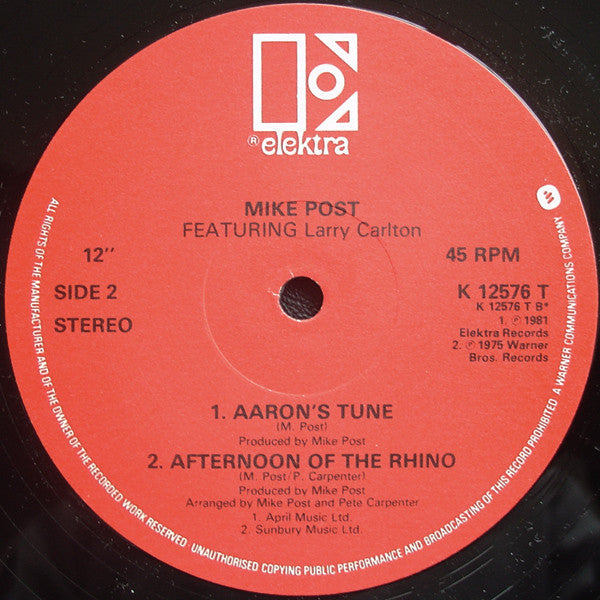 ® elektra
MIKE POST
FEATURING Larry Carlton
12"
45 RPM
SIDE 2
K 12576 T
STEREO
K 12576 T B*
1. ℗ 1981
Elektra Records
2. ℗ 1975 Warner
Bros. Records
1. AARON'S TUNE
(M. Post)
Produced by Mike Post
2. AFTERNOON OF THE RHINO
(M. Post/P. Carpenter)
Produced by Mike Post
Arranged by Mike Post and Pete Carpenter
1. April Music Ltd.
2. Sunbury Music Ltd.
ALL RIGHTS OF THE MANUFACTURER AND OF THE OWNER OF THE RECORDED WORK RESERVED. UNAUTHORISED COPYING PUBLIC PERFORMANCE AND BROADCASTING OF THIS RECORD PROHIBITED. A WARNER COMMUNICATIONS COMPANY